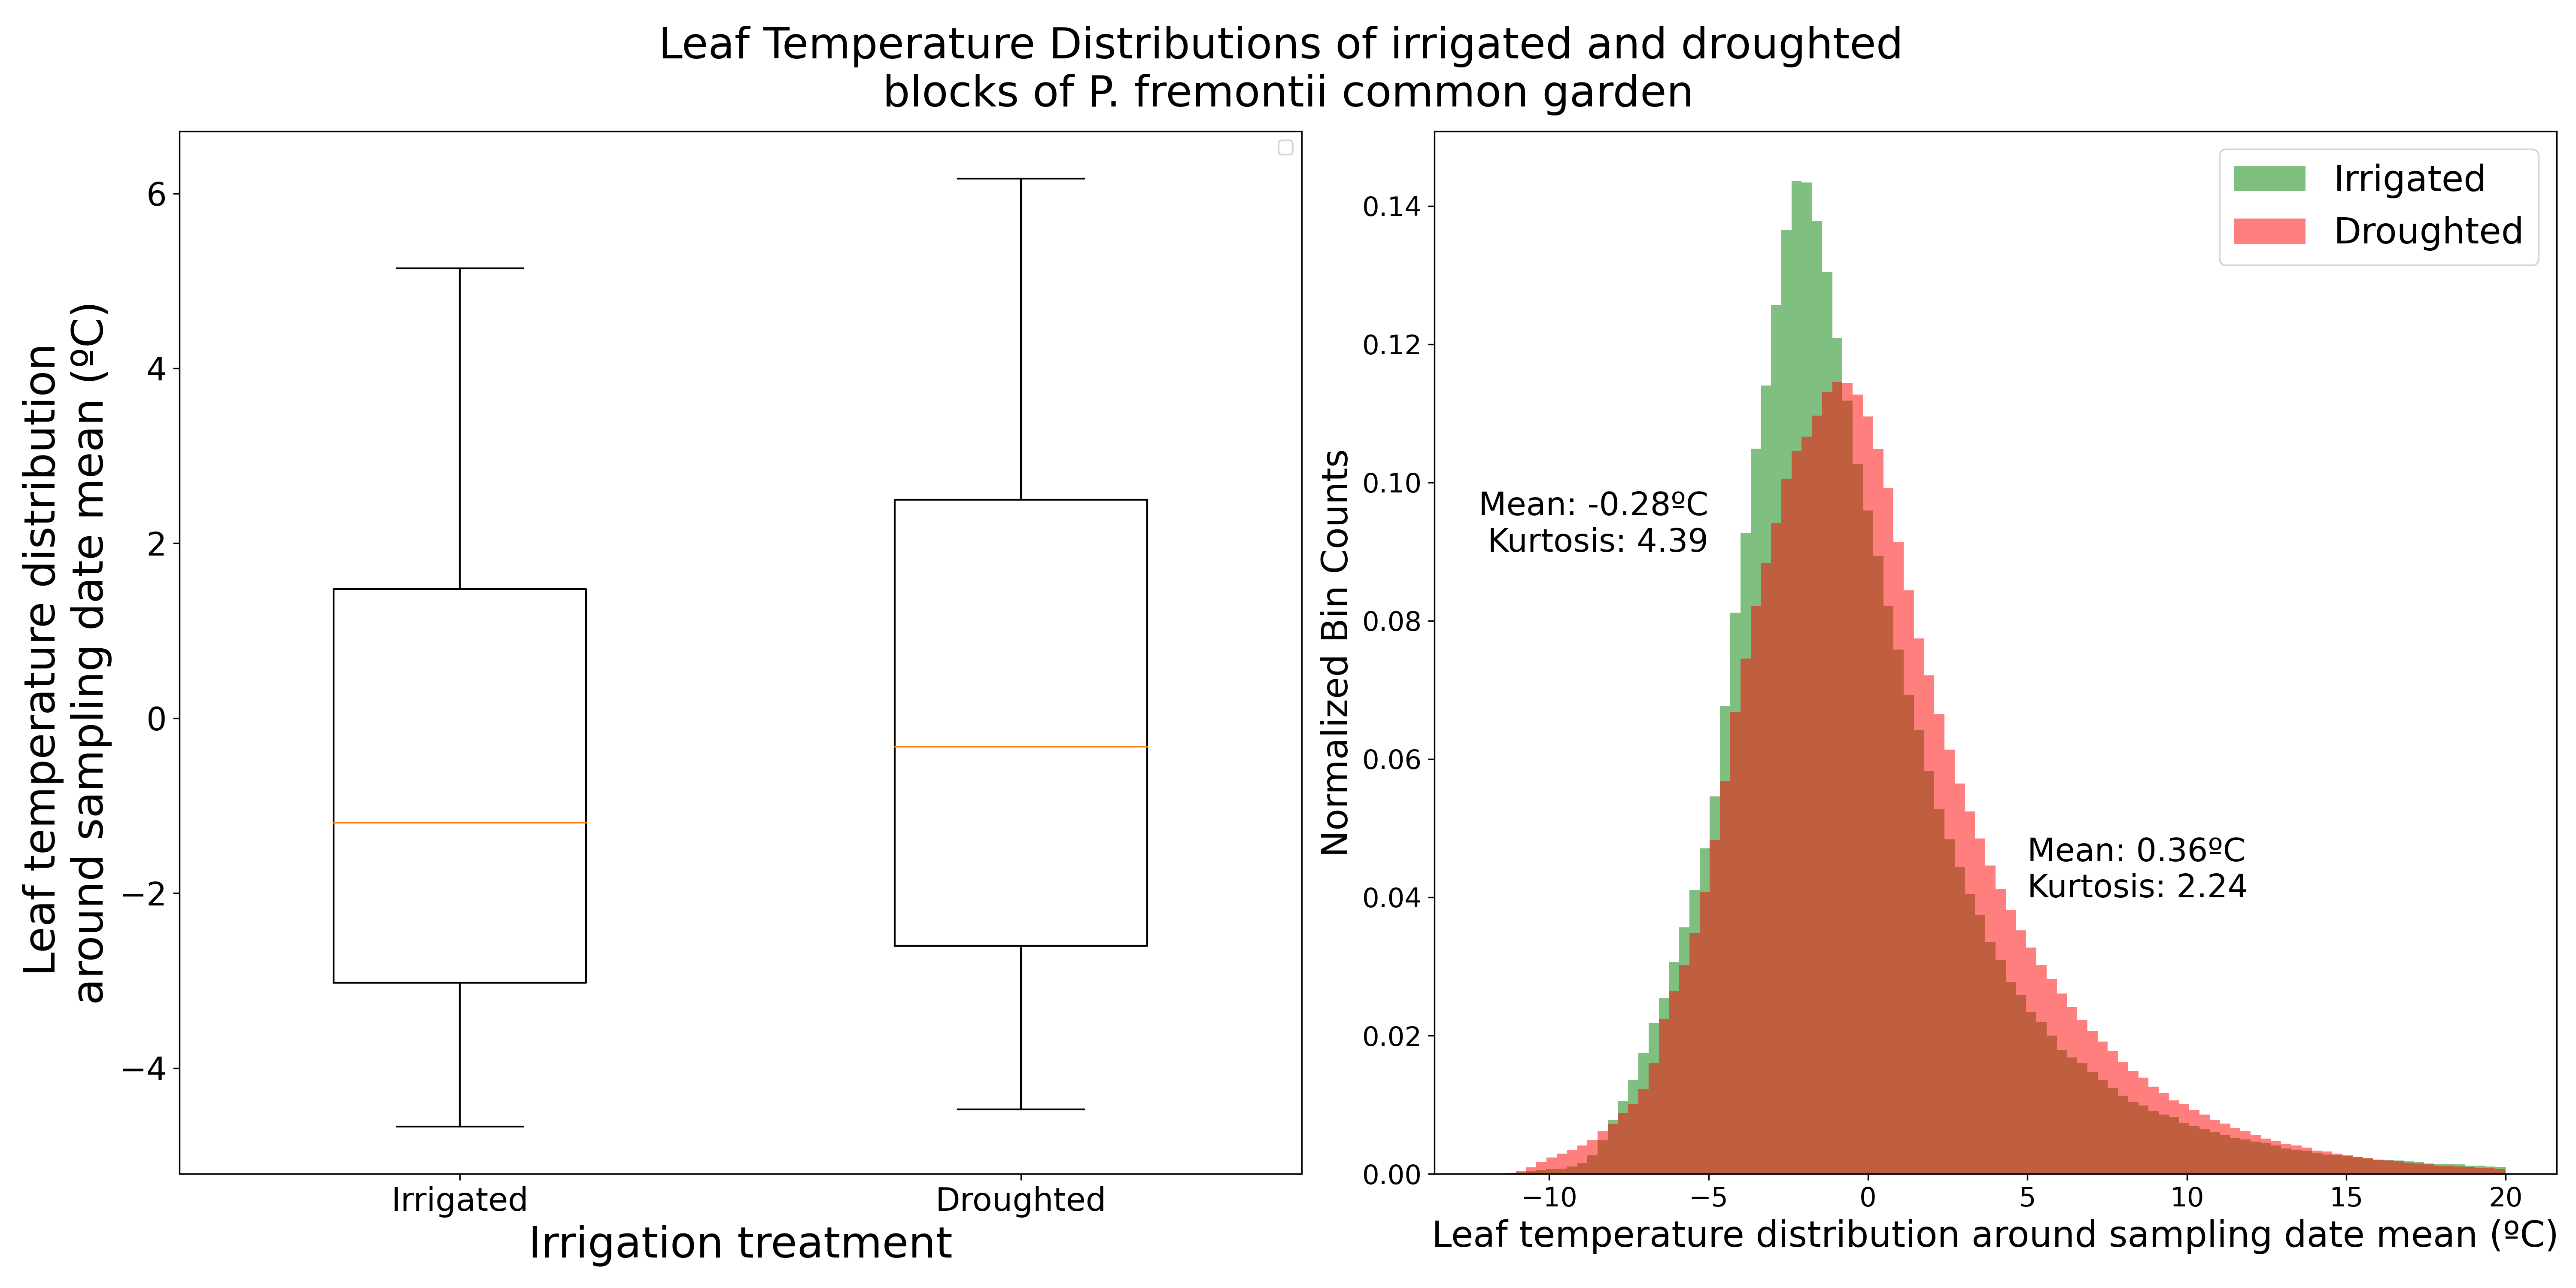 Leaf Temperature Distributions of irrigated and droughted
blocks of P. fremontii common garden
Leaf temperature distribution
around sampling date mean (ºC)
6
4
2
0
−2
−4
Irrigated
Droughted
Irrigation treatment
Normalized Bin Counts
0.14
0.12
0.10
0.08
0.06
0.04
0.02
0.00
Irrigated
Droughted
Mean: -0.28ºC
Kurtosis: 4.39
Mean: 0.36ºC
Kurtosis: 2.24
−10
−5
0
5
10
15
20
Leaf temperature distribution around sampling date mean (ºC)